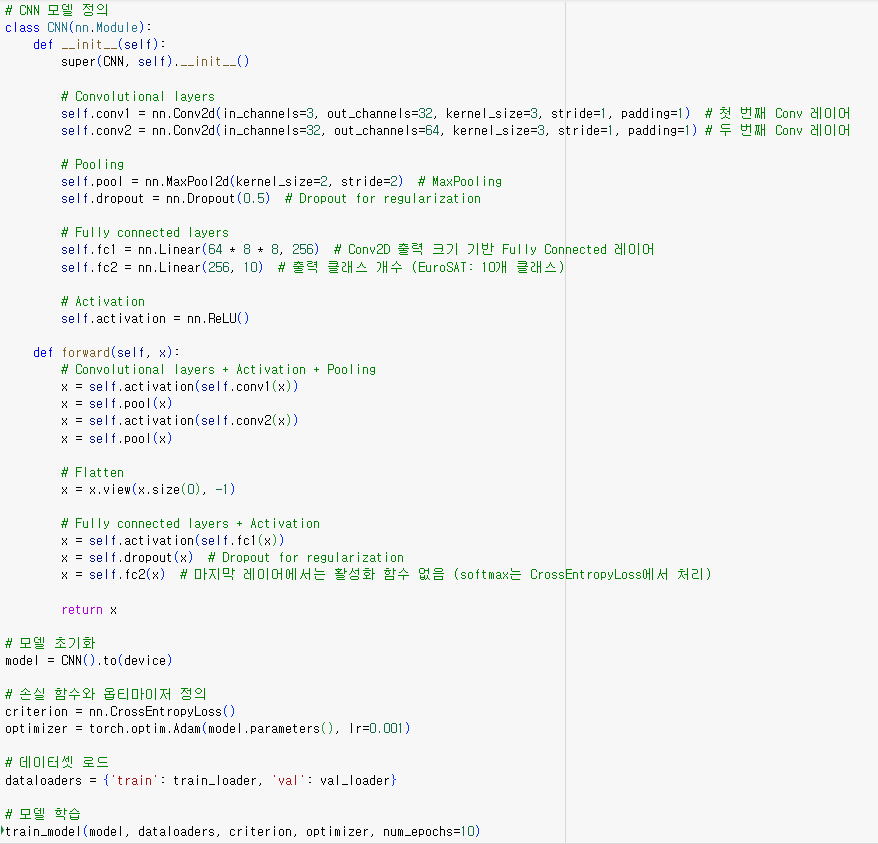 # CNN 모델 정의
class CNN(nn.Module):
    def __init__(self):
        super(CNN, self).__init__()
        # Convolutional layers
        self.conv1 = nn.Conv2d(in_channels=3, out_channels=32, kernel_size=3, stride=1, padding=1)  # 첫 번째 Conv 레이어
        self.conv2 = nn.Conv2d(in_channels=32, out_channels=64, kernel_size=3, stride=1, padding=1) # 두 번째 Conv 레이어
        # Pooling
        self.pool = nn.MaxPool2d(kernel_size=2, stride=2)  # MaxPooling
        self.dropout = nn.Dropout(0.5)  # Dropout for regularization
        # Fully connected layers
        self.fc1 = nn.Linear(64 * 8 * 8, 256)  # Conv2D 출력 크기 기반 Fully Connected 레이어
        self.fc2 = nn.Linear(256, 10)  # 출력 클래스 개수 (EuroSAT: 10개 클래스)
        # Activation
        self.activation = nn.ReLU()
    def forward(self, x):
        # Convolutional layers + Activation + Pooling
        x = self.activation(self.conv1(x))
        x = self.pool(x)
        x = self.activation(self.conv2(x))
        x = self.pool(x)
        # Flatten
        x = x.view(x.size(0), -1)
        # Fully connected layers + Activation
        x = self.activation(self.fc1(x))
        x = self.dropout(x)  # Dropout for regularization
        x = self.fc2(x)  # 마지막 레이어에서는 활성화 함수 없음 (softmax는 CrossEntropyLoss에서 처리)
        return x
# 모델 초기화
model = CNN().to(device)
# 손실 함수와 옵티마이저 정의
criterion = nn.CrossEntropyLoss()
optimizer = torch.optim.Adam(model.parameters(), lr=0.001)
# 데이터셋 로드
dataloaders = {'train': train_loader, 'val': val_loader}
# 모델 학습
train_model(model, dataloaders, criterion, optimizer, num_epochs=10)